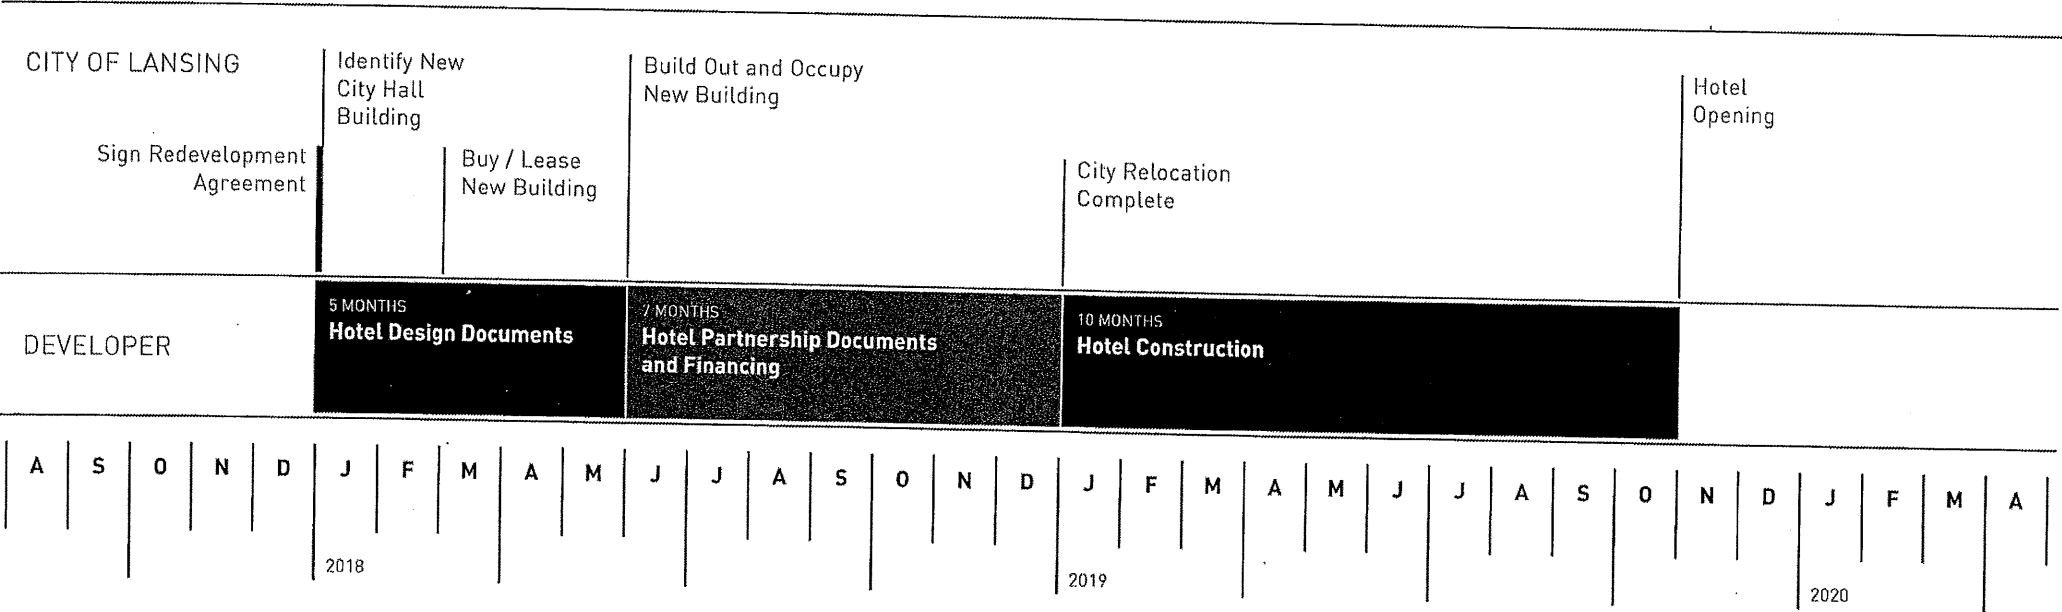 CITY OF LANSING
Identify New
City Hall
Building
Build Out and Occupy
New Building
Hotel
Opening
Sign Redevelopment
Agreement
Buy / Lease
New Building
City Relocation
Complete
DEVELOPER
5 MONTHS
Hotel Design Documents
7 MONTHS
Hotel Partnership Documents
and Financing
10 MONTHS
Hotel Construction
A S O N D J F M A M J J A S O N D J F M A M J J A S O N D J F M A
2018 2019 2020